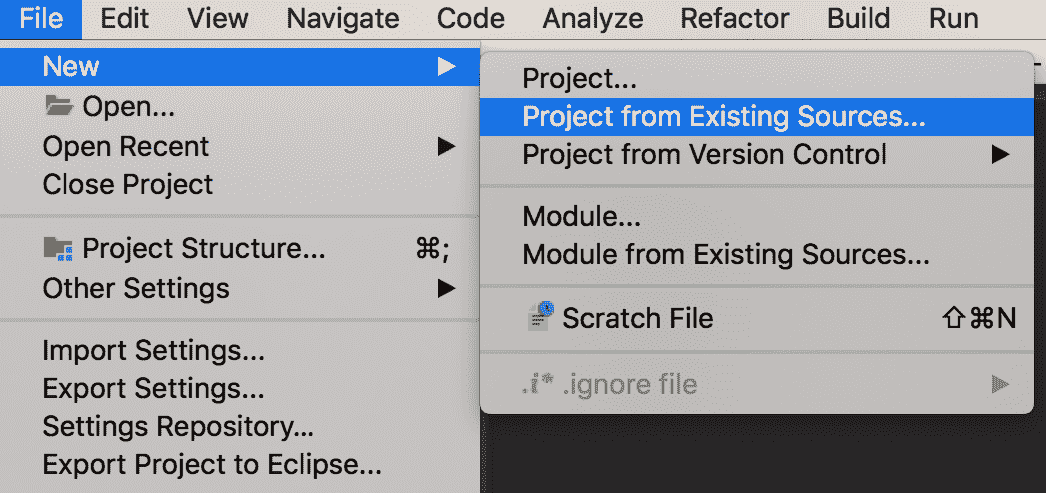 File Edit View Navigate Code Analyze Refactor Build Run
New
Open...
Open Recent
Close Project
Project Structure... ⌘;
Other Settings
Import Settings...
Export Settings...
Settings Repository...
Export Project to Eclipse...
Project...
Project from Existing Sources...
Project from Version Control
Module...
Module from Existing Sources...
Scratch File ⇧⌘N
.i* .ignore file